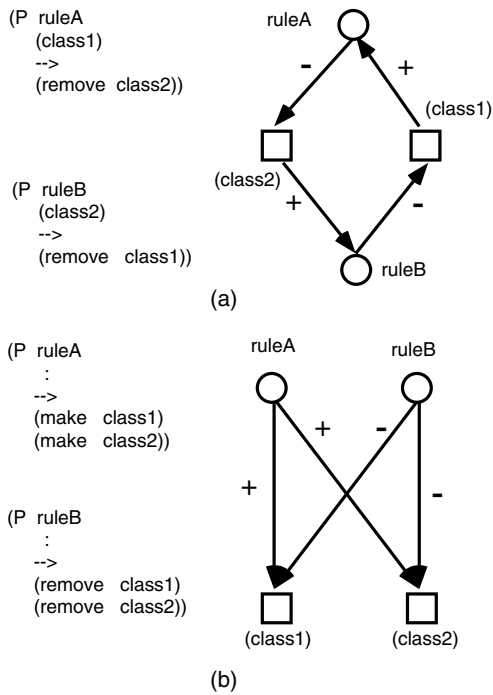 (P ruleA
(class1)
-->
(remove class2))
(P ruleB
(class2)
-->
(remove class1))
ruleA
-
+
(class1)
(class2)
+
-
ruleB
(a)
(P ruleA
:
-->
(make class1)
(make class2))
(P ruleB
:
-->
(remove class1)
(remove class2))
ruleA
ruleB
+
-
+
-
(class1)
(class2)
(b)